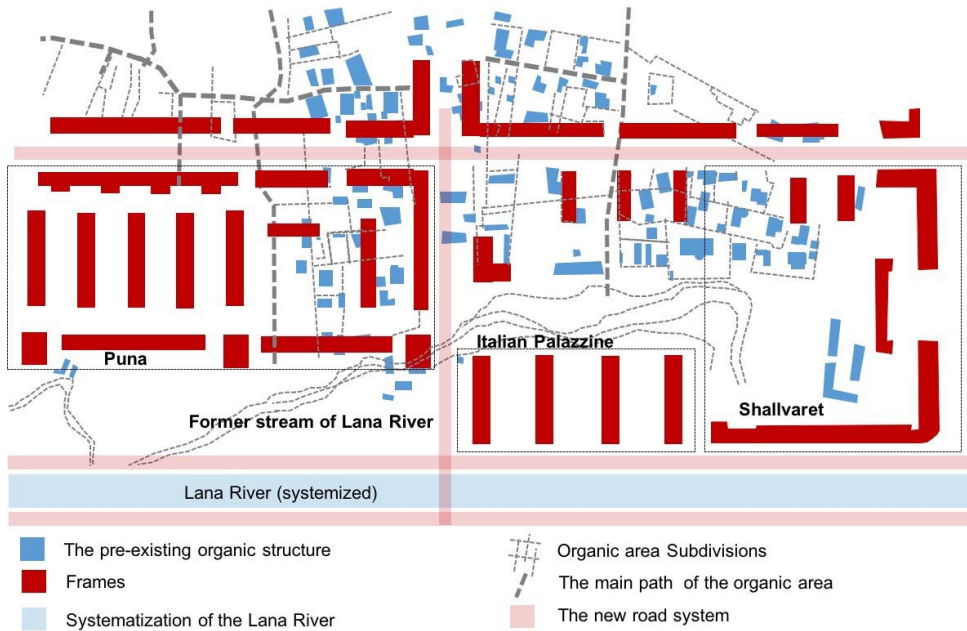 Italian Palazzine
Puna
Shallvaret
Former stream of Lana River
Lana River (systemized)
The pre-existing organic structure
Frames
Systematization of the Lana River
Organic area Subdivisions
The main path of the organic area
The new road system